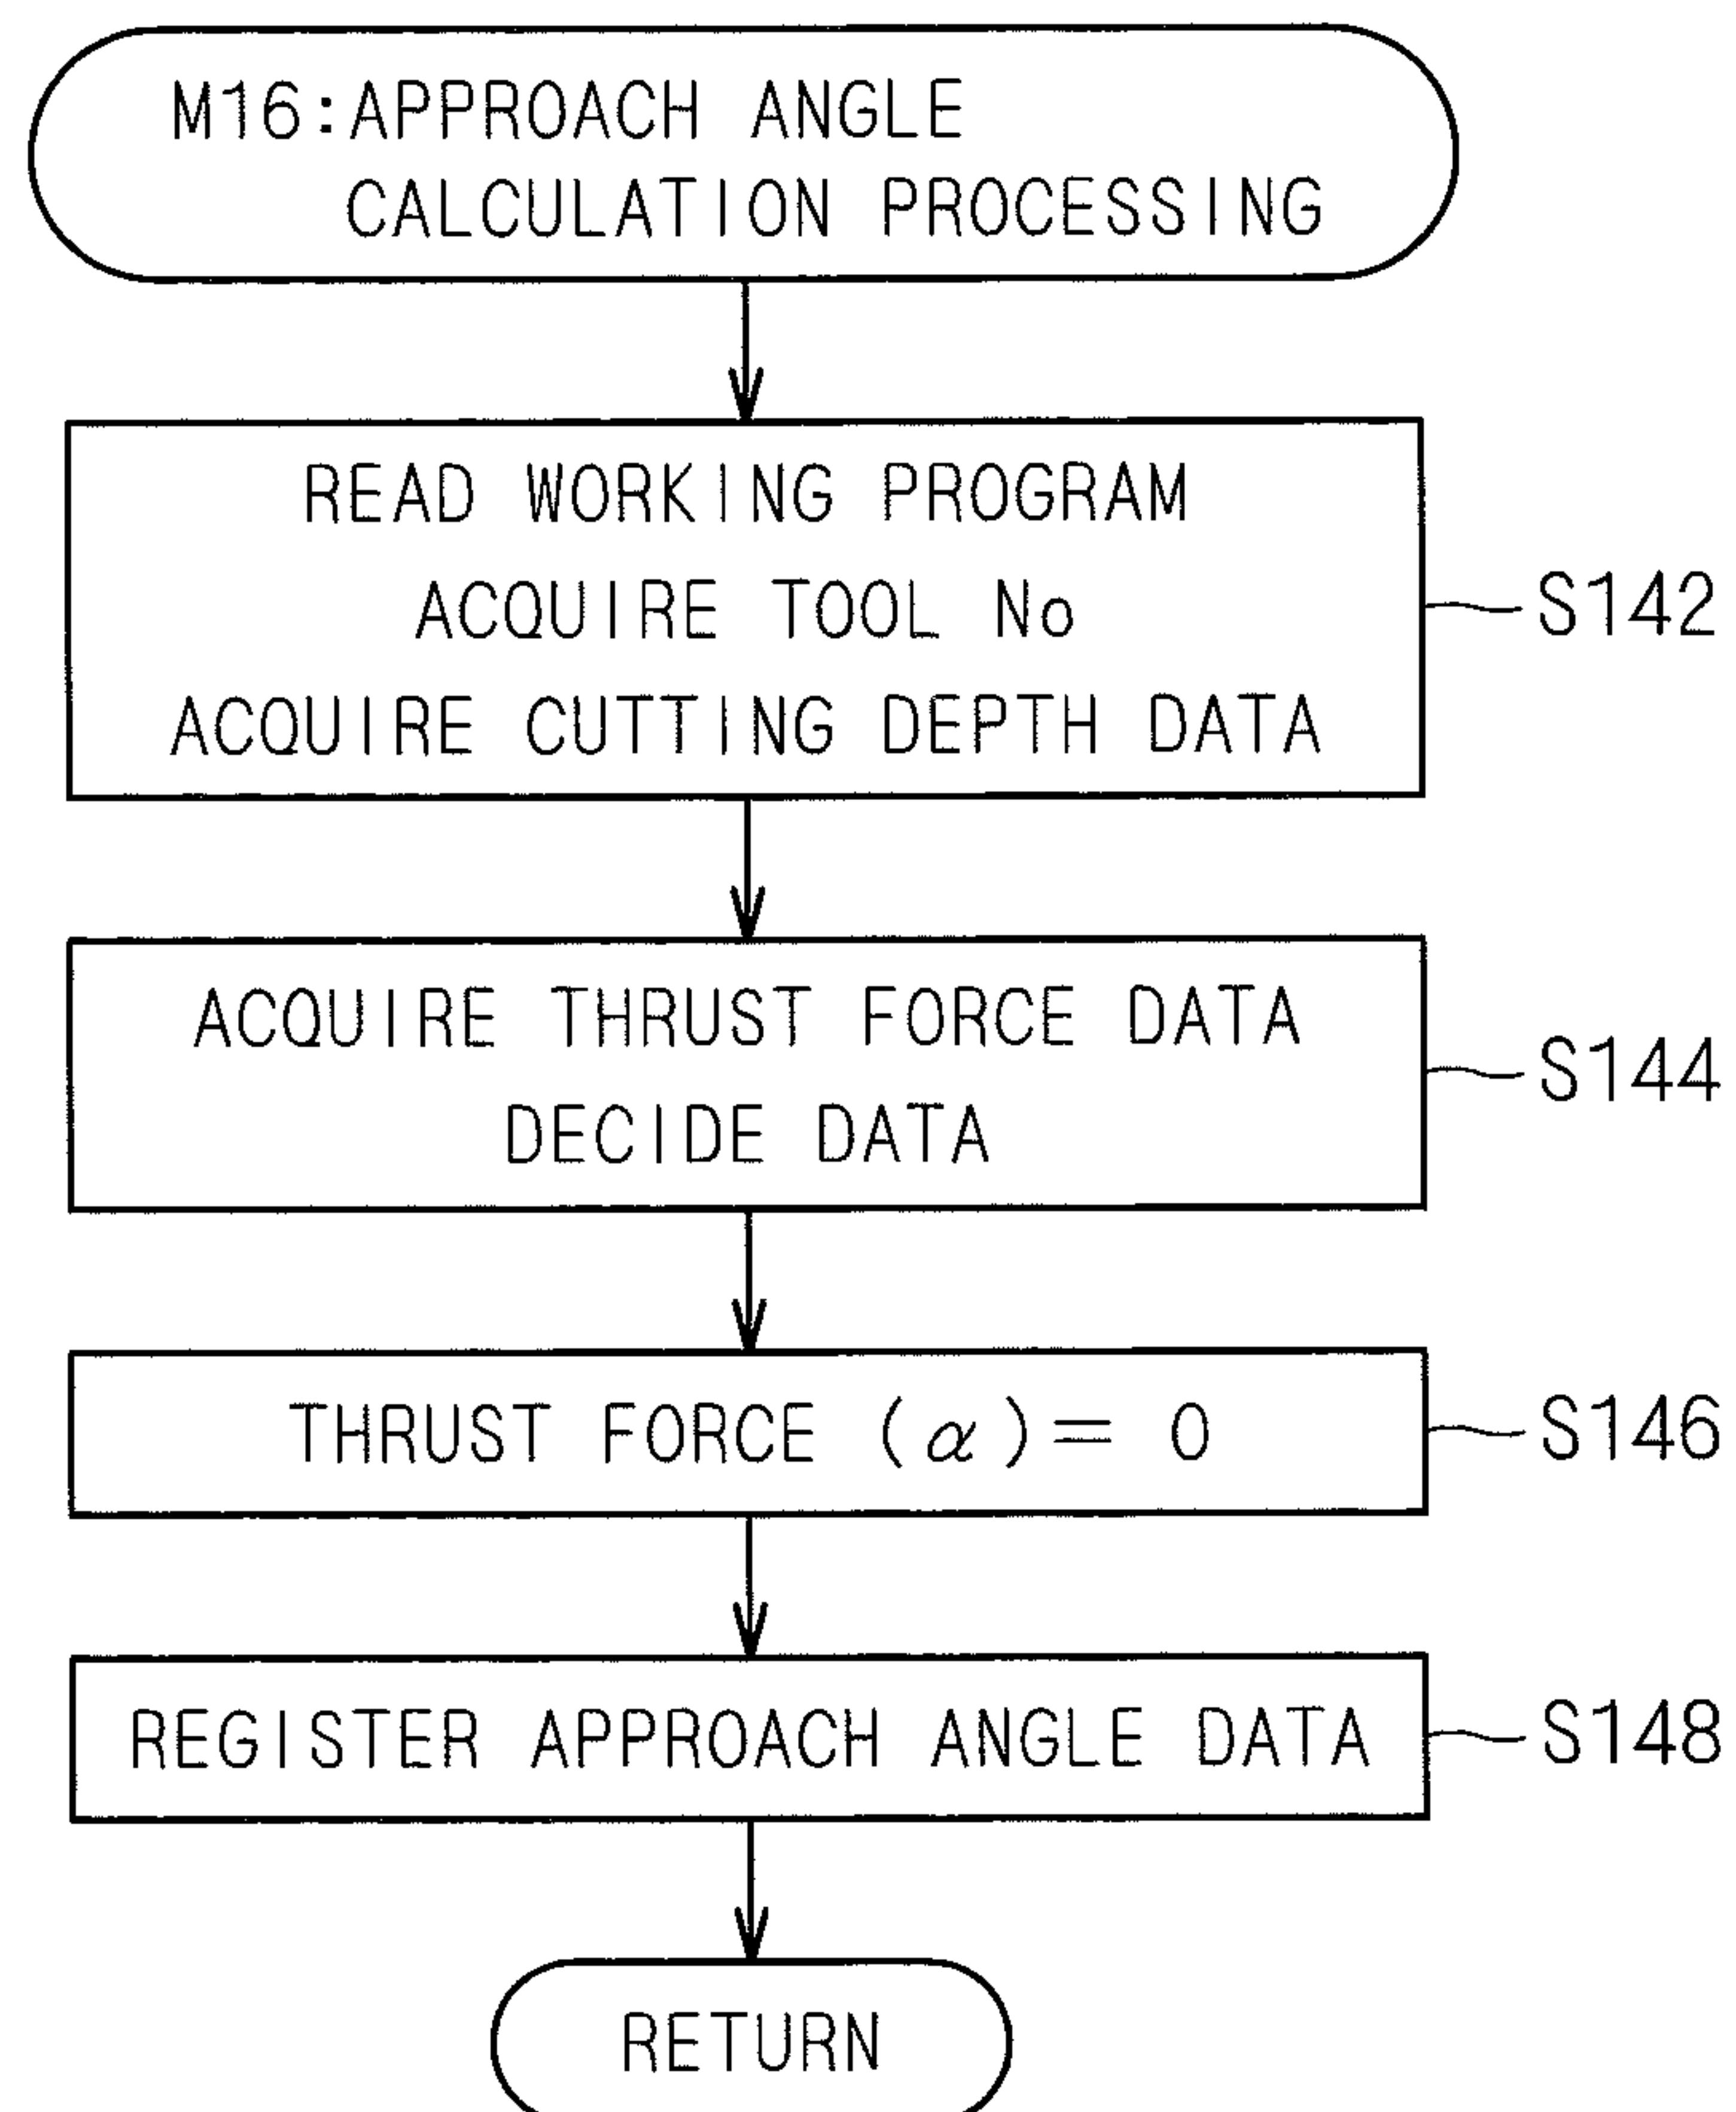 M16:APPROACH ANGLE
CALCULATION PROCESSING
READ WORKING PROGRAM
ACQUIRE TOOL No
ACQUIRE CUTTING DEPTH DATA
S142
ACQUIRE THRUST FORCE DATA
DECIDE DATA
S144
THRUST FORCE (α)= 0
S146
REGISTER APPROACH ANGLE DATA
S148
RETURN